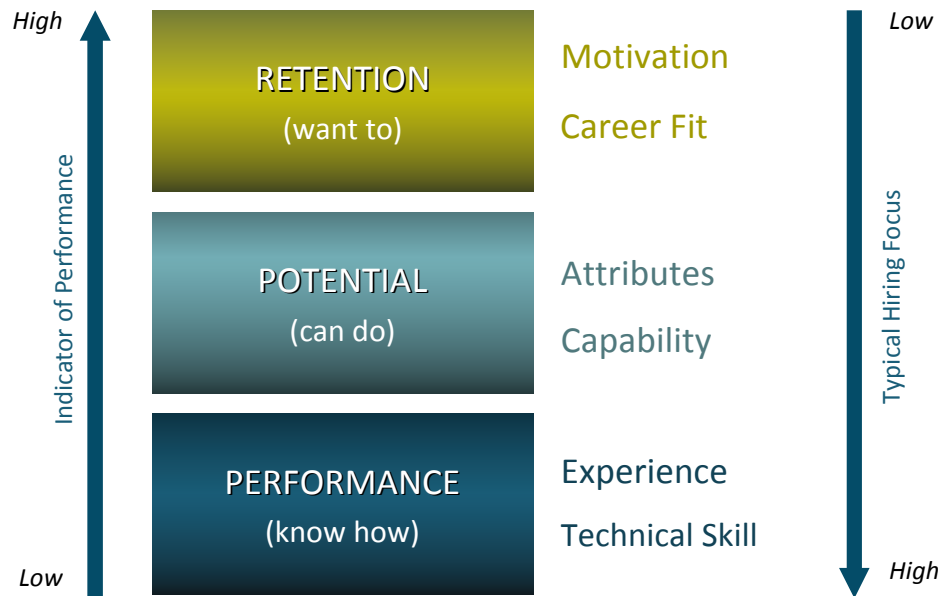 High
Low
RETENTION
(want to)
Motivation
Career Fit
Indicator of Performance
POTENTIAL
(can do)
Attributes
Capability
Typical Hiring Focus
PERFORMANCE
(know how)
Experience
Technical Skill
Low
High